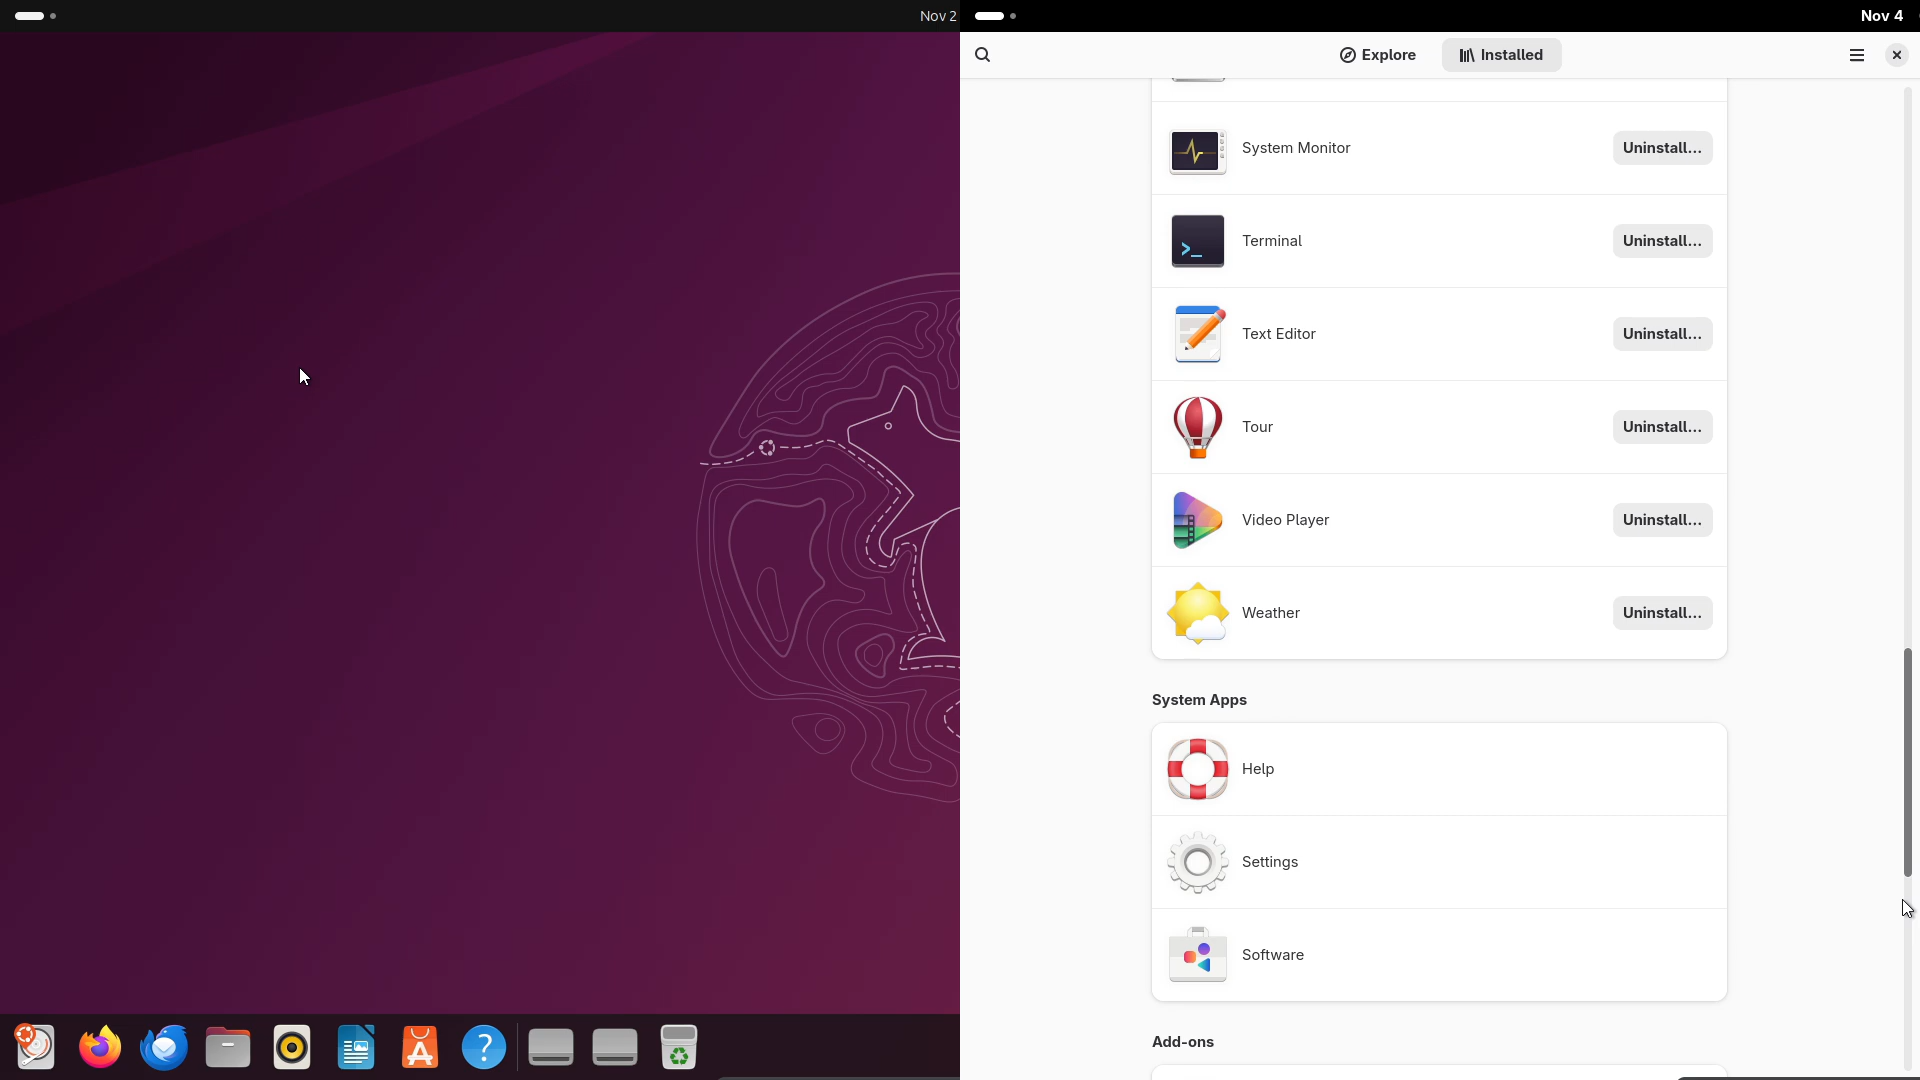 Nov 2
Nov 4
Explore
Installed
System Monitor
Uninstall...
Terminal
Uninstall...
Text Editor
Uninstall...
Tour
Uninstall...
Video Player
Uninstall...
Weather
Uninstall...
System Apps
Help
Settings
Software
Add-ons